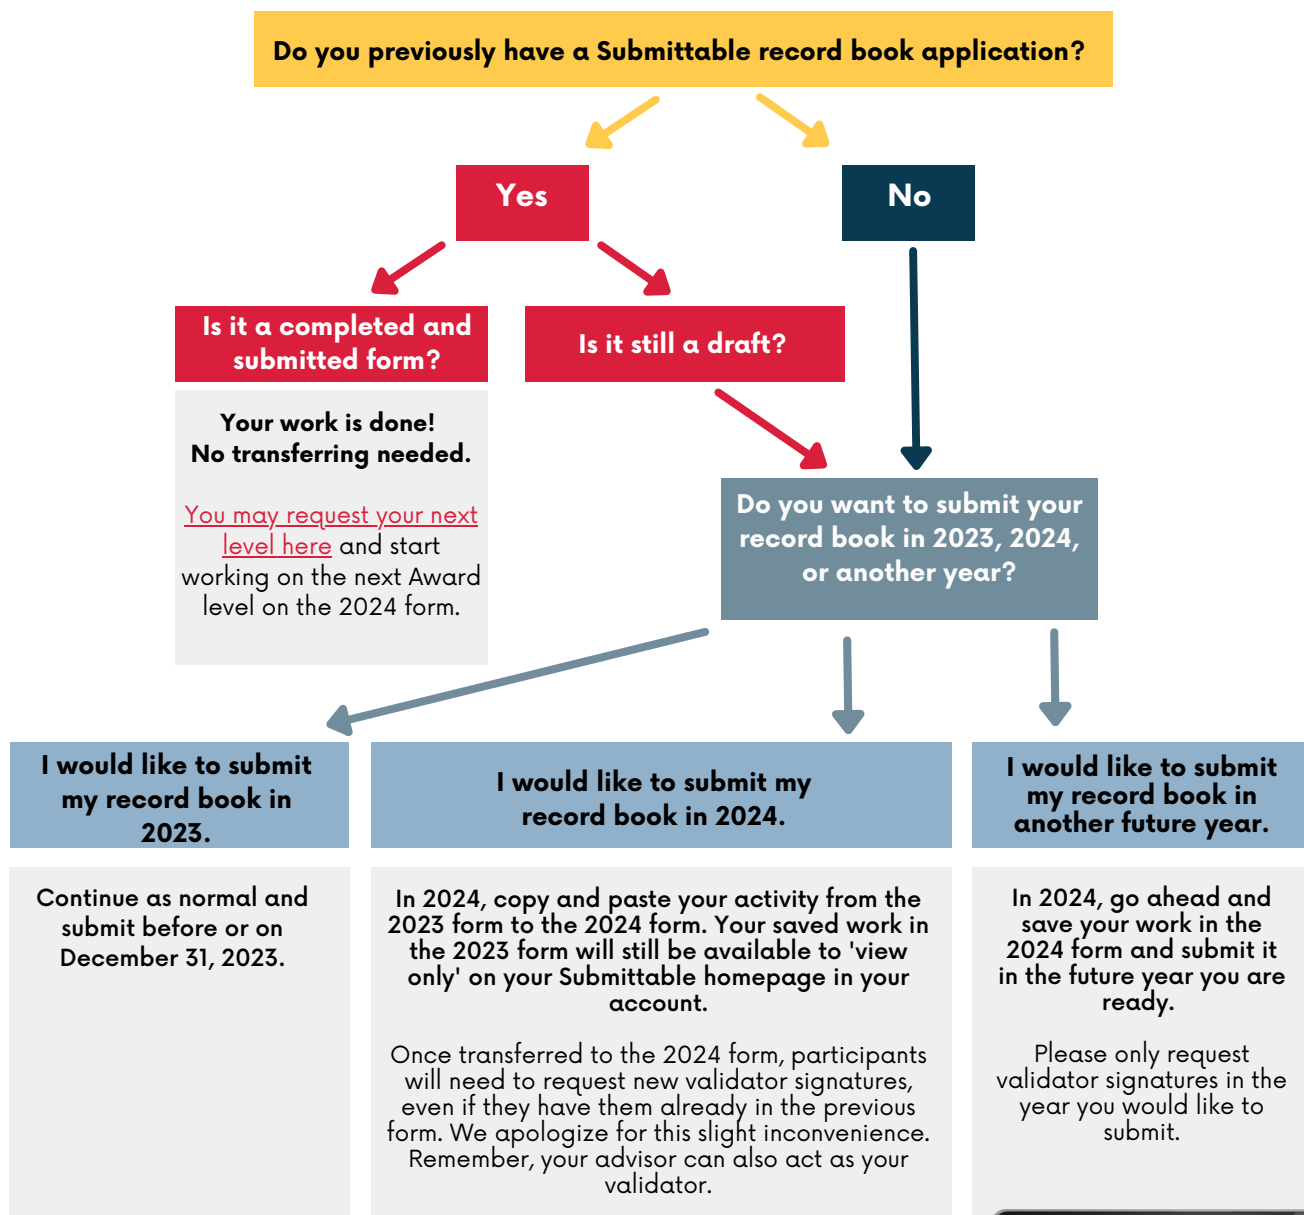 Do you previously have a Submittable record book application?
Yes
No
Is it a completed and
submitted form?
Is it still a draft?
Your work is done!
No transferring needed.
You may request your next
level here and start
working on the next Award
level on the 2024 form.
Do you want to submit your
record book in 2023, 2024,
or another year?
I would like to submit
my record book in
2023.
I would like to submit my
record book in 2024.
I would like to submit
my record book in
another future year.
Continue as normal and
submit before or on
December 31, 2023.
In 2024, copy and paste your activity from the
2023 form to the 2024 form. Your saved work in
the 2023 form will still be available to 'view
only' on your Submittable homepage in your
account.
Once transferred to the 2024 form, participants
will need to request new validator signatures,
even if they have them already in the previous
form. We apologize for this slight inconvenience.
Remember, your advisor can also act as your
validator.
In 2024, go ahead and
save your work in the
2024 form and submit it
in the future year you are
ready.
Please only request
validator signatures in the
year you would like to
submit.